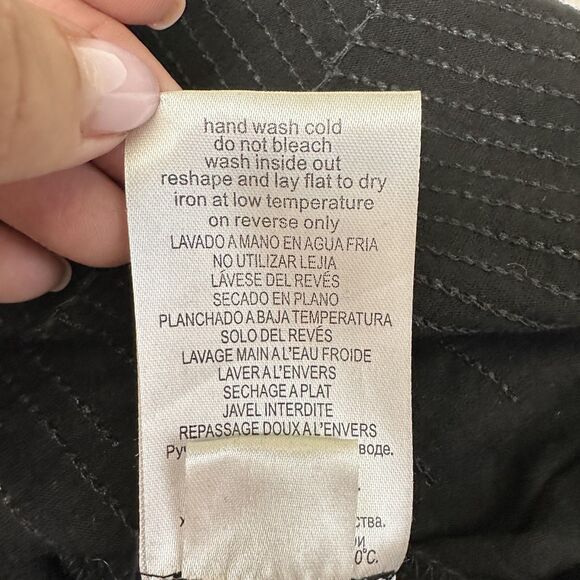 hand wash cold
do not bleach
wash inside out
reshape and lay flat to dry
iron at low temperature
on reverse only
LAVADO A MANO EN AGUA FRIA
NO UTILIZAR LEJIA
LÁVESE DEL REVÉS
SECADO EN PLANO
PLANCHADO A BAJA TEMPERATURA
SOLO DEL REVÉS
LAVAGE MAIN A L'EAU FROIDE
LAVER A L'ENVERS
SECHAGE A PLAT
JAVEL INTERDITE
REPASSAGE DOUX A L'ENVERS
воде.